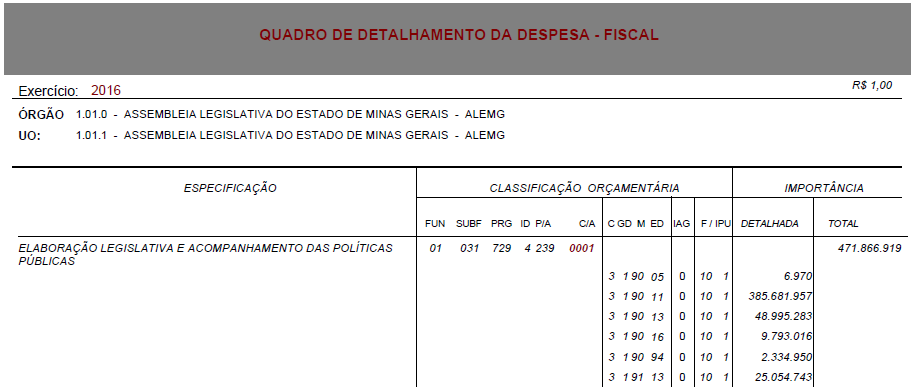 QUADRO DE DETALHAMENTO DA DESPESA - FISCAL
Exercício: 2016 R$ 1,00
ÓRGÃO 1.01.0 - ASSEMBLEIA LEGISLATIVA DO ESTADO DE MINAS GERAIS - ALEMG
UO: 1.01.1 - ASSEMBLEIA LEGISLATIVA DO ESTADO DE MINAS GERAIS - ALEMG
ESPECIFICAÇÃO CLASSIFICAÇÃO ORÇAMENTÁRIA IMPORTÂNCIA
FUN SUBF PRG ID P/A C/A C GD M ED IAG F / IPU DETALHADA TOTAL
ELABORAÇÃO LEGISLATIVA E ACOMPANHAMENTO DAS POLÍTICAS 01 031 729 4 239 0001 471.866.919
PÚBLICAS
3 1 90 05 0 10 1 6.970
3 1 90 11 0 10 1 385.681.957
3 1 90 13 0 10 1 48.995.283
3 1 90 16 0 10 1 9.793.016
3 1 90 94 0 10 1 2.334.950
3 1 91 13 0 10 1 25.054.743